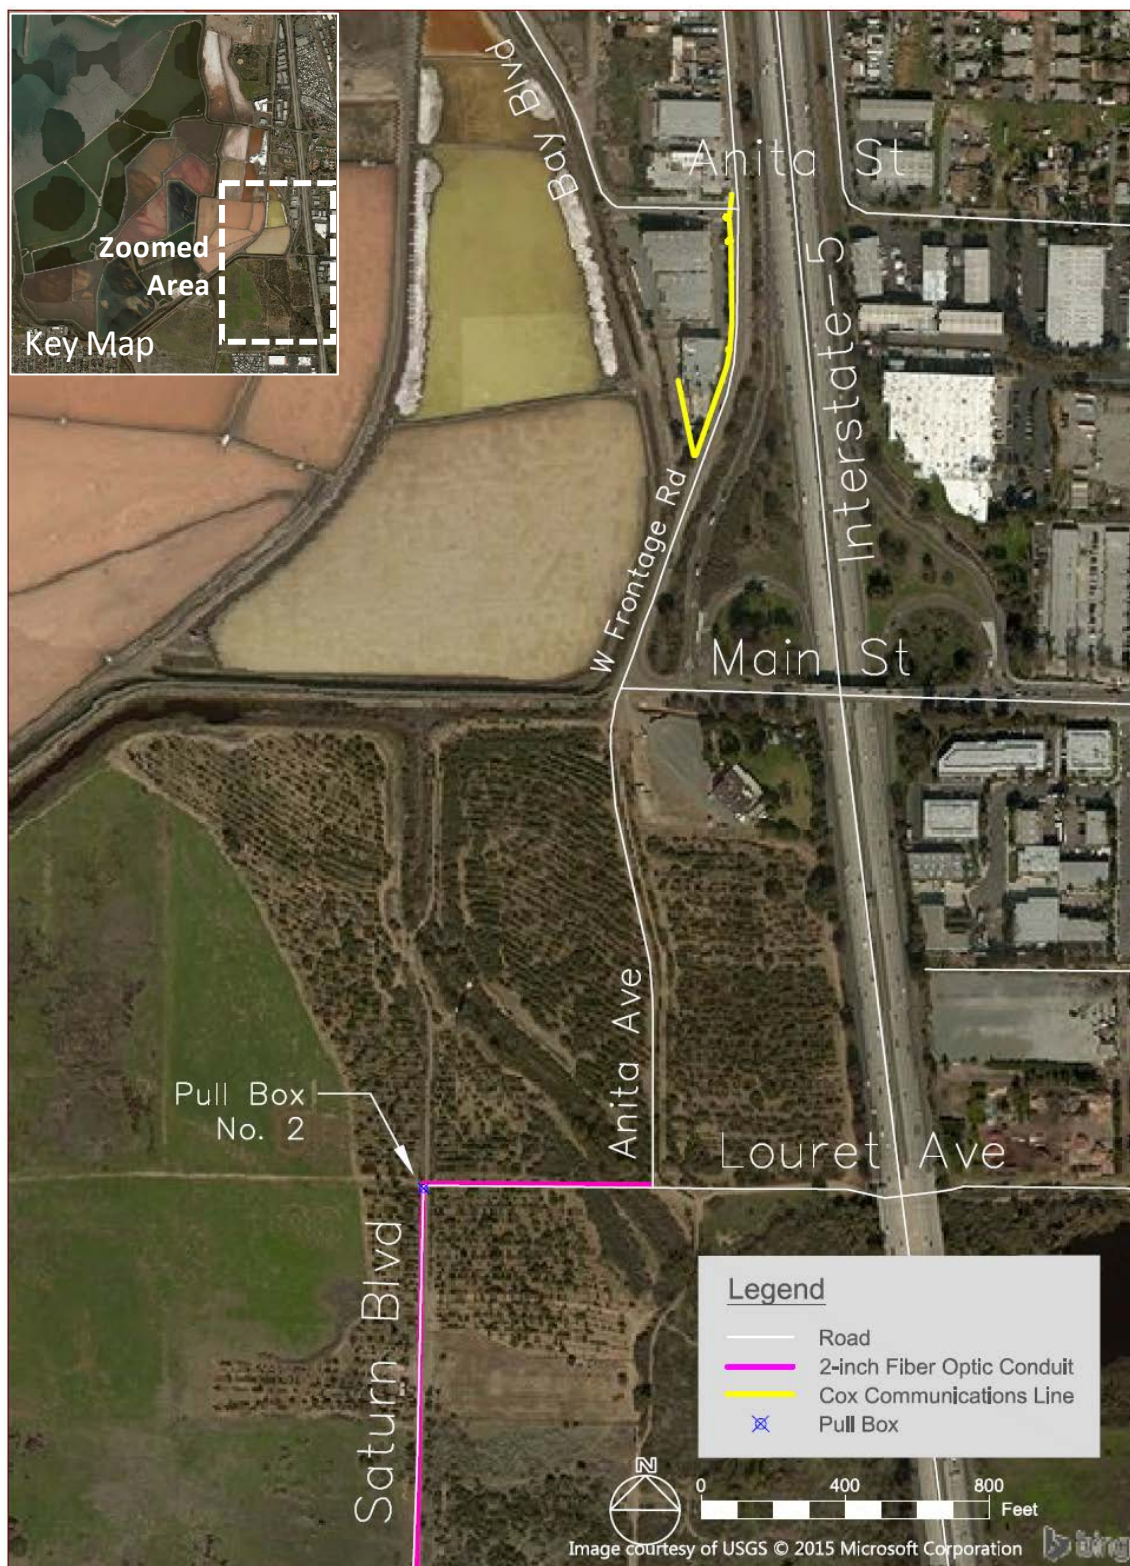 Zoomed
Area
Key Map
Bay Blvd
Anita St
Interstate-5
W Frontage Rd
Main St
Anita Ave
Pull Box
No. 2
Louret Ave
Saturn Blvd
Legend
Road
2-inch Fiber Optic Conduit
Cox Communications Line
Pull Box
N
0 400 800
Feet
Image courtesy of USGS © 2015 Microsoft Corporation
bing